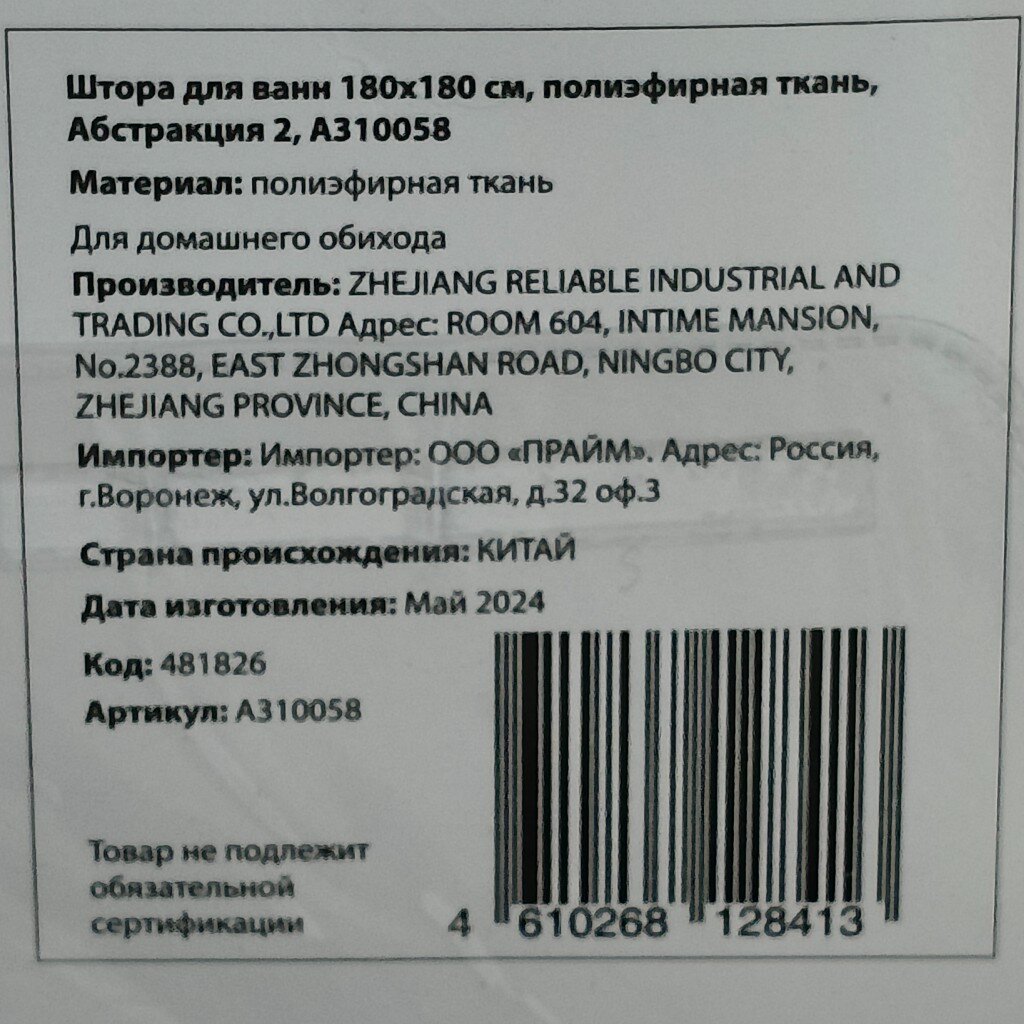 Штора для ванн 180x180 см, полиэфирная ткань,
Абстракция 2, А310058
Материал: полиэфирная ткань
Для домашнего обихода
Производитель: ZHEJIANG RELIABLE INDUSTRIAL AND
TRADING CO.,LTD Адрес: ROOM 604, INTIME MANSION,
No.2388, EAST ZHONGSHAN ROAD, NINGBO CITY,
ZHEJIANG PROVINCE, CHINA
Импортер: Импортер: ООО «ПРАЙМ». Адрес: Россия,
г.Воронеж, ул.Волгоградская, д.32 оф.3
Страна происхождения: КИТАЙ
Дата изготовления: Май 2024
Код: 481826
Артикул: А310058
Товар не подлежит
обязательной
сертификации
4 610268 128413